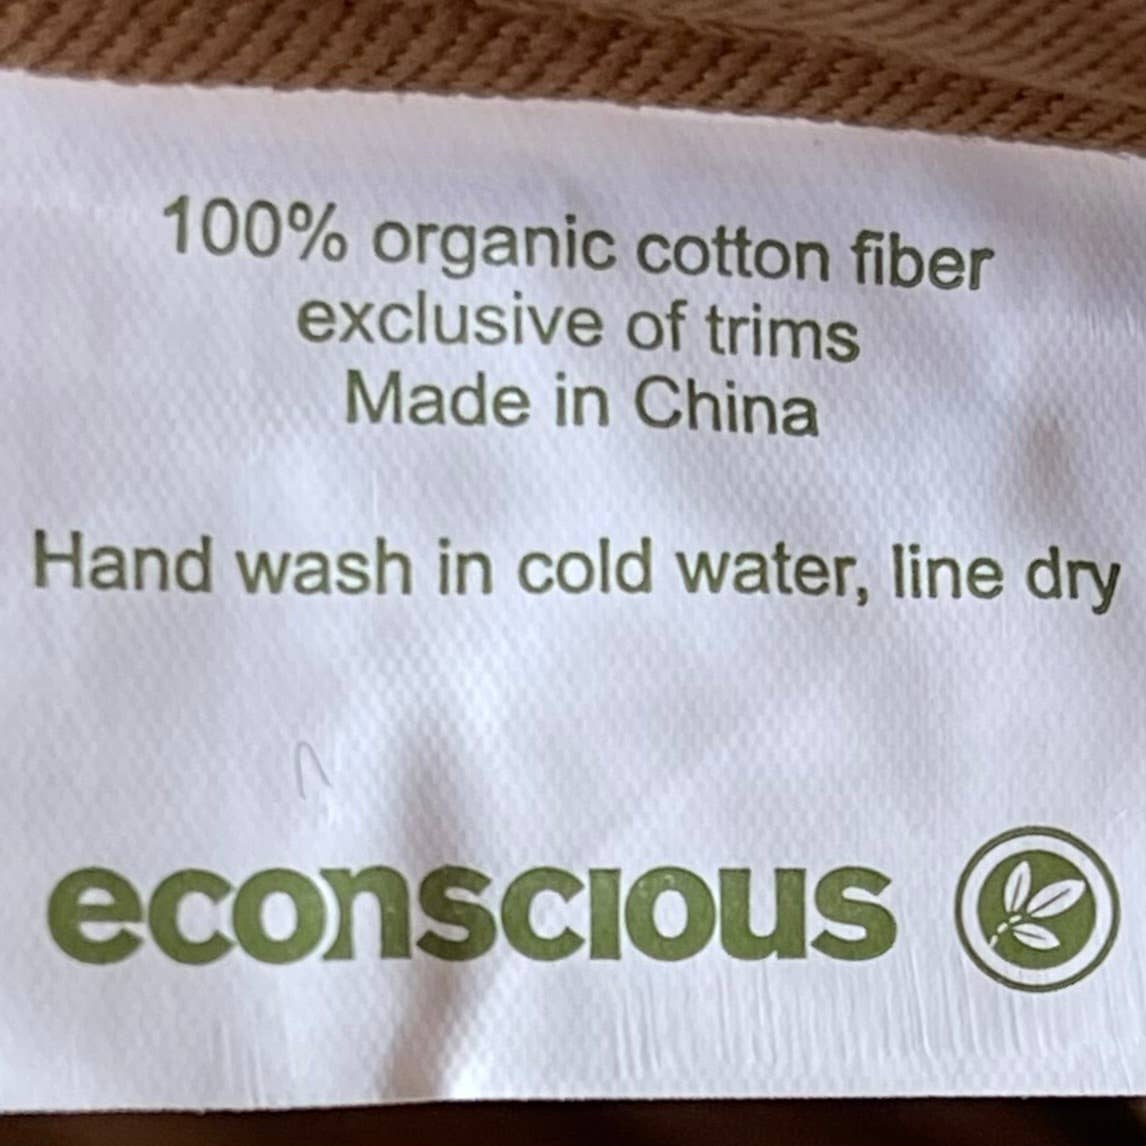 100% organic cotton fiber
exclusive of trims
Made in China
Hand wash in cold water, line dry
econscious